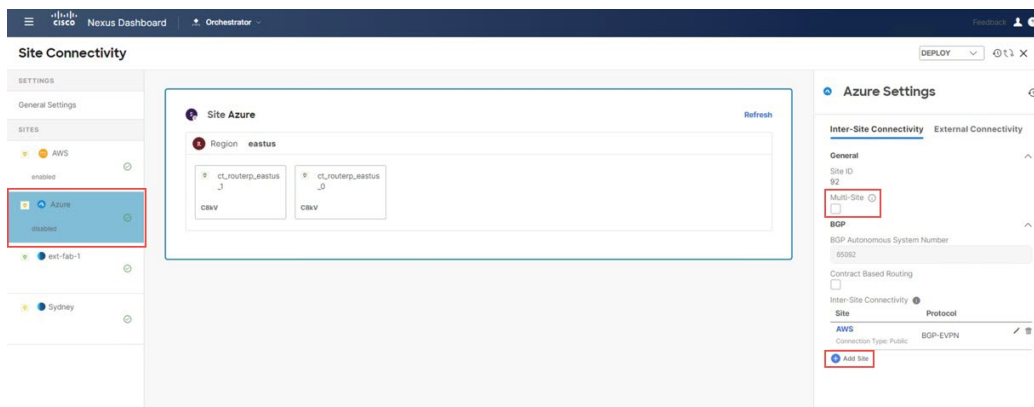 cisco Nexus Dashboard Orchestrator Feedback
Site Connectivity DEPLOY
SETTINGS
General Settings
SITES
AWS
enabled
Azure
disabled
ext-fab-1
Sydney
Site Azure Refresh
Region eastus
ct_routerp_eastus
_1
C8kV
ct_routerp_eastus
_0
C8kV
Azure Settings
Inter-Site Connectivity External Connectivity
General
Site ID
92
Multi-Site
BGP
BGP Autonomous System Number
65092
Contract Based Routing
Inter-Site Connectivity
Site Protocol
AWS
Connection Type: Public
BGP-EVPN
Add Site